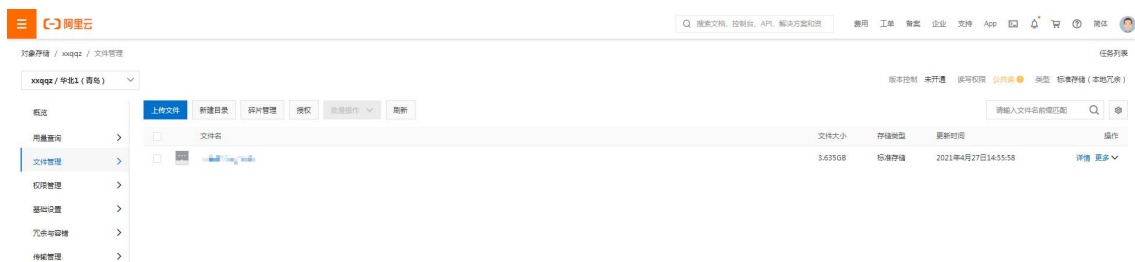 阿里云 搜索文档、控制台、API、解决方案和资 费用 工单 备案 企业 支持 App 简体
对象存储 / xxqqz / 文件管理 任务列表
xxqqz / 华北1（青岛） 版本控制 未开通 读写权限 公共读 类型 标准存储（本地冗余）
概览 上传文件 新建目录 碎片管理 授权 批量操作 刷新 请输入文件名前缀匹配
用量查询 文件名 文件大小 存储类型 更新时间 操作
文件管理 3.635GB 标准存储 2021年4月27日14:55:58 详情 更多
权限管理
基础设置
冗余与容错
传输管理